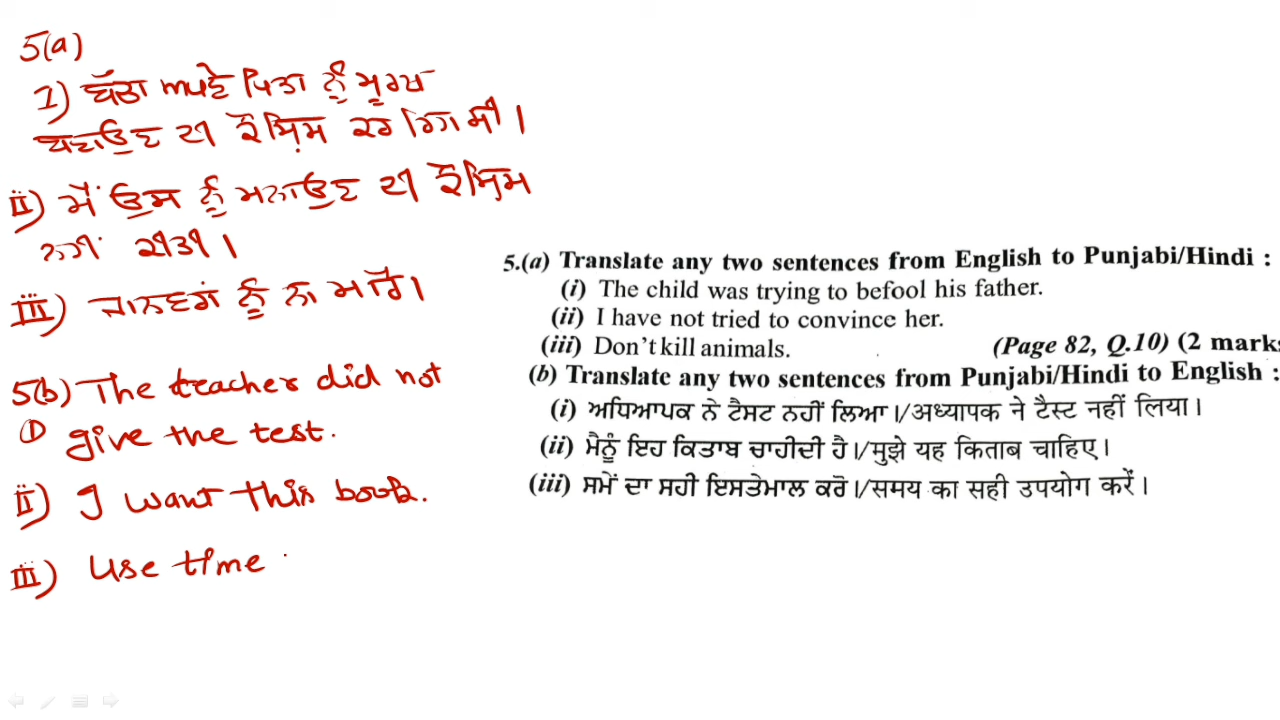 5(a)
I) ਬੱਚਾ ਆਪਣੇ ਪਿਤਾ ਨੂੰ ਮੂਰਖ
ਬਣਾਉਣ ਦੀ ਕੋਸ਼ਿਸ਼ ਕਰ ਰਿਹਾ ਸੀ।
II) ਮੈਂ ਉਸ ਨੂੰ ਮਨਾਉਣ ਦੀ ਕੋਸ਼ਿਸ਼
ਨਹੀਂ ਕੀਤੀ।
III) ਜਾਨਵਰਾਂ ਨੂੰ ਨਾ ਮਾਰੋ।
5(b) The teacher did not
① give the test.
II) I want this book.
III) Use time
5.(a) Translate any two sentences from English to Punjabi/Hindi :
(i) The child was trying to befool his father.
(ii) I have not tried to convince her.
(iii) Don't kill animals. (Page 82, Q.10) (2 marks
(b) Translate any two sentences from Punjabi/Hindi to English :
(i) ਅਧਿਆਪਕ ਨੇ ਟੈਸਟ ਨਹੀਂ ਲਿਆ।/अध्यापक ने टैस्ट नहीं लिया।
(ii) ਮੈਨੂੰ ਇਹ ਕਿਤਾਬ ਚਾਹੀਦੀ ਹੈ।/मुझे यह किताब चाहिए।
(iii) ਸਮੇਂ ਦਾ ਸਹੀ ਇਸਤੇਮਾਲ ਕਰੋ।/समय का सही उपयोग करें।